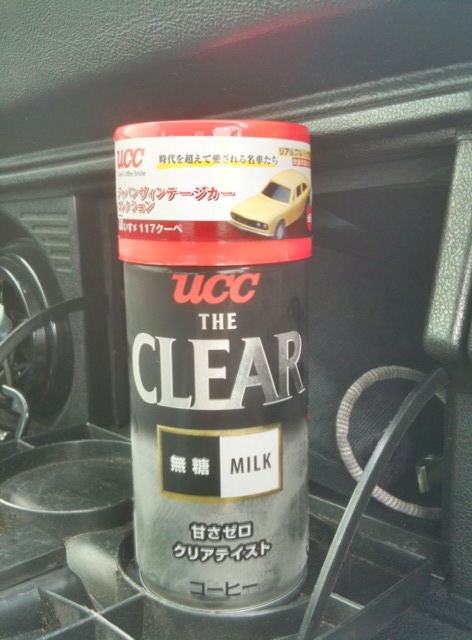 ucc
時代を超えて愛される名車たち
ジャパンヴィンテージカー
コレクション
いすゞ 117クーペ
ucc
THE
CLEAR
無糖
MILK
甘さゼロ
クリアテイスト
コーヒー